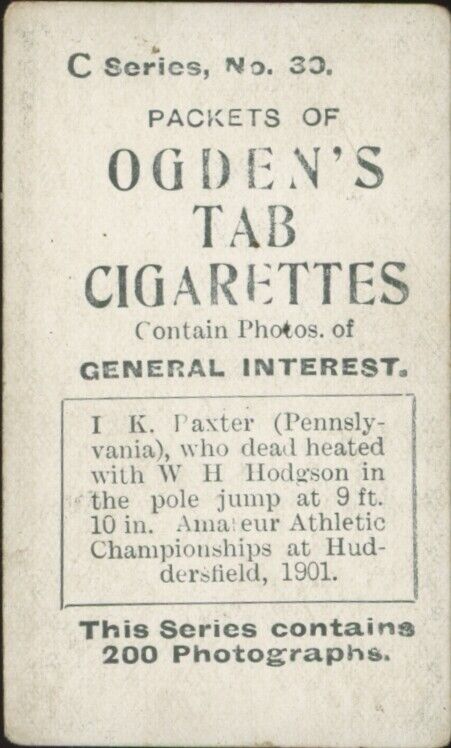 C Series, No. 30.
PACKETS OF
OGDEN'S
TAB
CIGARETTES
Contain Photos. of
GENERAL INTEREST.
I K. Baxter (Pennsly-
vania), who dead heated
with W H Hodgson in
the pole jump at 9 ft.
10 in. Amateur Athletic
Championships at Hud-
dersfield, 1901.
This Series contains
200 Photographs.